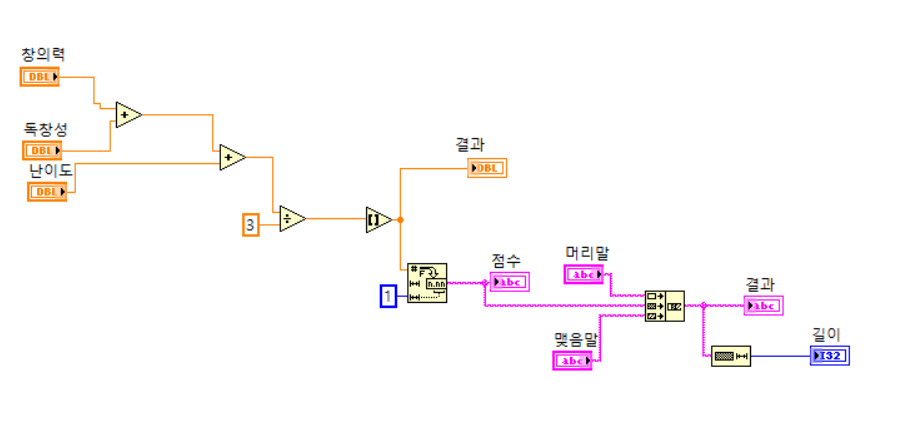 창의력
DBL
독창성
DBL
난이도
DBL
+
+
÷
3
[]
결과
DBL
#
F
n.nn
1
점수
abc
머리말
abc
맺음말
abc
결과
abc
길이
I32